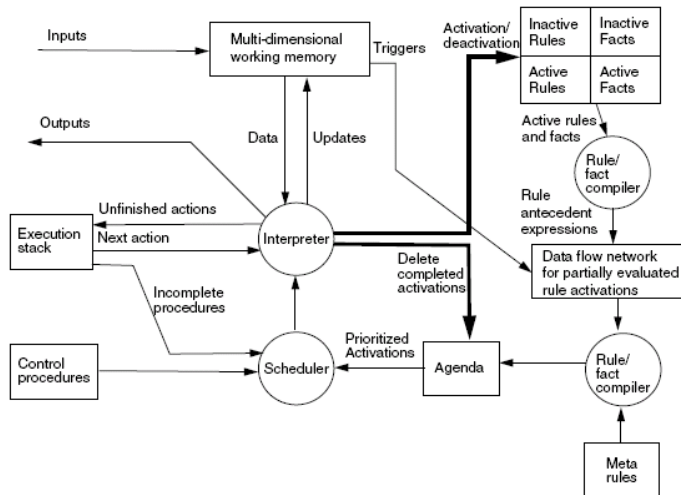 Inputs
Multi-dimensional
working memory
Triggers
Activation/
deactivation
Inactive
Rules
Inactive
Facts
Active
Rules
Active
Facts
Outputs
Data
Updates
Active rules
and facts
Rule/
fact
compiler
Unfinished actions
Execution
stack
Next action
Interpreter
Rule
antecedent
expressions
Delete
completed
activations
Data flow network
for partially evaluated
rule activations
Incomplete
procedures
Prioritized
Activations
Control
procedures
Scheduler
Agenda
Rule/
fact
compiler
Meta
rules